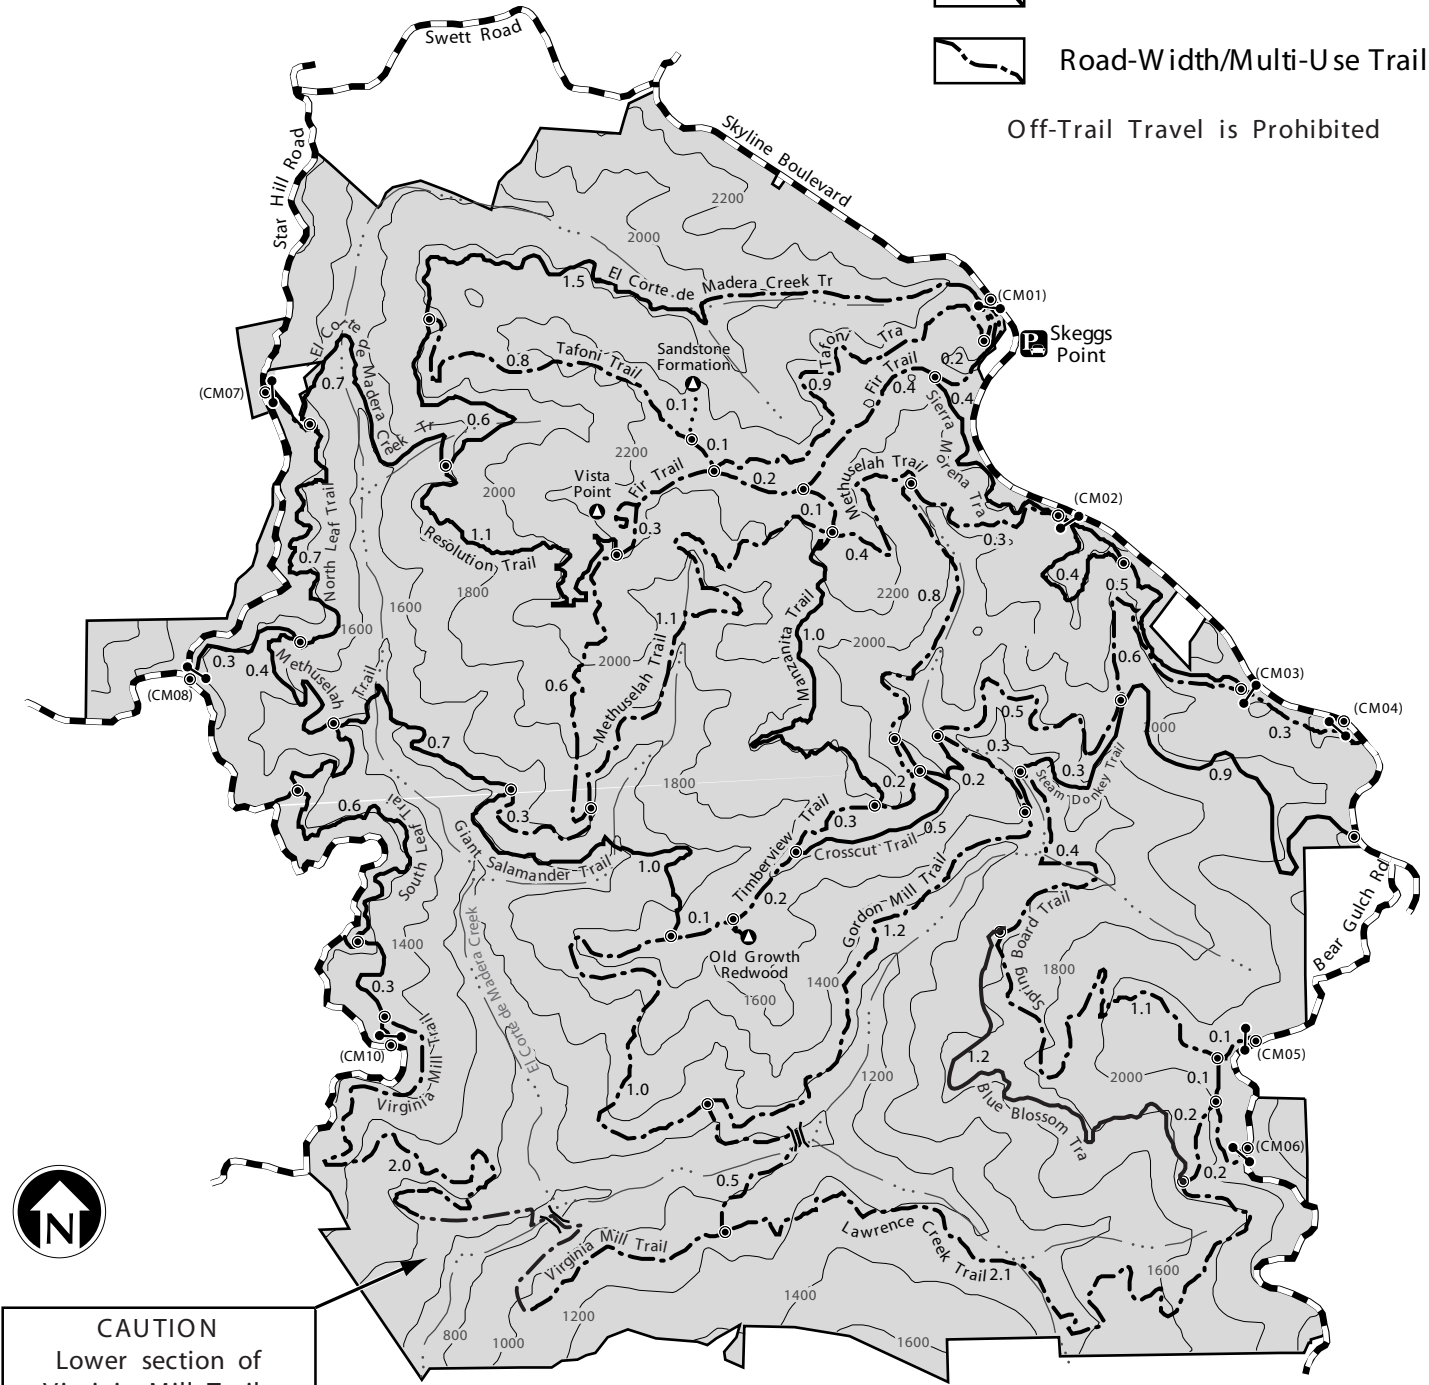 Swett Road
Road-Width/Multi-Use Trail
Off-Trail Travel is Prohibited
Skyline Boulevard
Star Hill Road
2200
2000
1.5
El Corte de Madera Creek Tr
(CM01)
P
Skeggs
Point
El Corte de Madera Creek Tr
0.7
(CM07)
0.8
Tafoni Trail
Sandstone
Formation
0.1
Tafoni Tra
0.9
Fir Trail
0.4
0.2
0.4
Sierra Morena Tra
0.6
0.1
2200
Vista
Point
Fir Trail
0.2
Methuselah Trail
(CM02)
2000
0.3
0.1
0.4
0.3
North Leaf Trail
0.7
1.1
Resolution Trail
1800
1600
1600
2200
0.8
0.4
0.5
1.1
Manzanita Trail
1.0
2000
2000
0.6
Methuselah Trail
0.6
0.3
(CM08)
0.4
Methuselah Trail
(CM03)
(CM04)
0.3
2000
0.7
0.5
0.3
0.3
Steam Donkey Trail
0.9
1800
0.2
0.2
0.6
South Leaf Trai
0.3
Giant Salamander Trail
1.0
Timberview Trail
0.3
0.5
Crosscut Trail
0.4
Bear Gulch Rd
0.2
0.1
Old Growth
Redwood
Gordon Mill Trail
1.2
Spring Board Trail
1400
El Corte de Madera Creek
1400
1600
1800
0.3
(CM10)
Virginia Mill Trail
1.0
1200
1.2
Blue Blossom Tra
1.1
0.1
(CM05)
2000
0.1
0.2
(CM06)
0.2
2.0
0.5
N
Virginia Mill Trail
Lawrence Creek Trail
2.1
1600
1400
1200
800
1000
1600
CAUTION
Lower section of